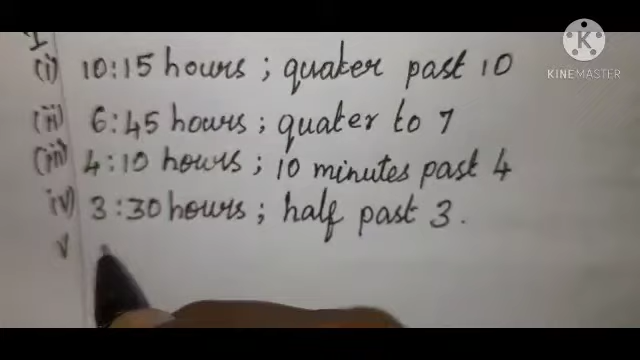 (i) 10:15 hours ; quater past 10
(ii) 6:45 hours ; quater to 7
(iii) 4:10 hours ; 10 minutes past 4
iv) 3:30 hours ; half past 3.
v
KINEMASTER